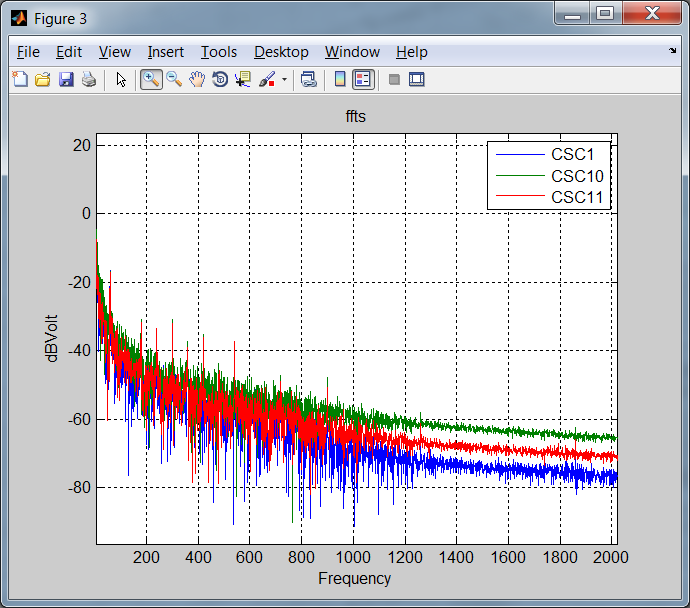 Figure 3
File Edit View Insert Tools Desktop Window Help
ffts
CSC1
CSC10
CSC11
20
0
-20
-40
-60
-80
dBVolt
200 400 600 800 1000 1200 1400 1600 1800 2000
Frequency